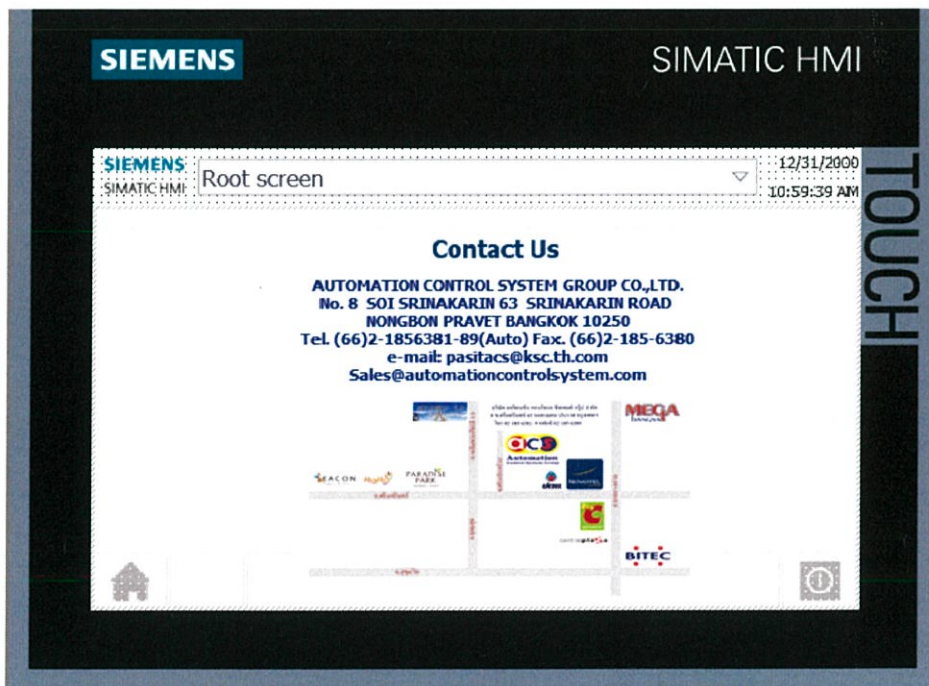 SIEMENS
SIMATIC HMI
TOUCH
SIEMENS
SIMATIC HMI
Root screen
12/31/2000
10:59:39 AM
Contact Us
AUTOMATION CONTROL SYSTEM GROUP CO.,LTD.
No. 8 SOI SRINAKARIN 63 SRINAKARIN ROAD
NONGBON PRAVET BANGKOK 10250
Tel. (66)2-1856381-89(Auto) Fax. (66)2-185-6380
e-mail: pasitacs@ksc.th.com
Sales@automationcontrolsystem.com
MEGA
acs
Automation
SEACON
PARADISE
PARK
NOVOTEL
centralplaza
BITEC